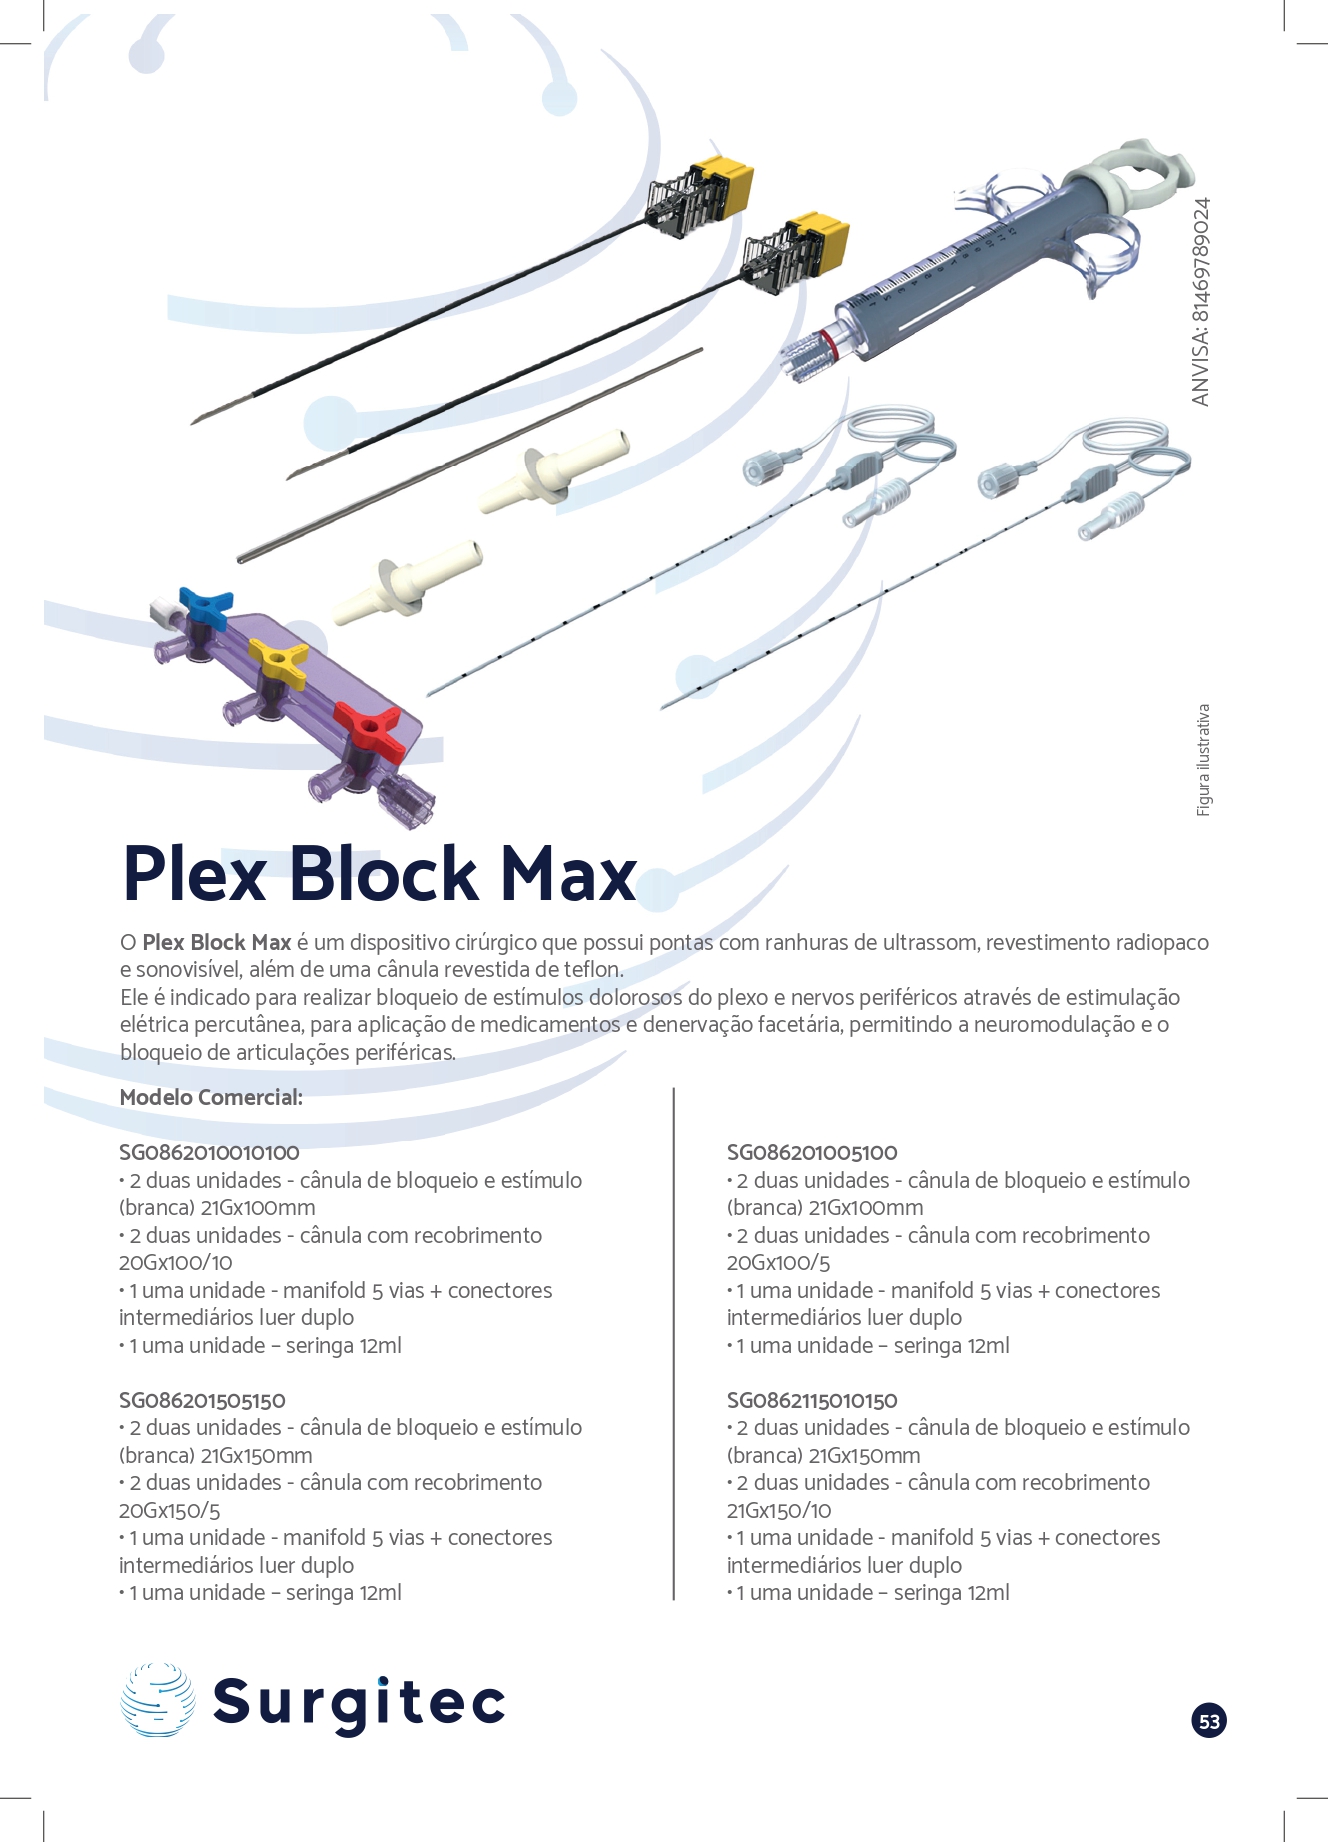 ANVISA: 81469789024
Figura ilustrativa
Plex Block Max
O Plex Block Max é um dispositivo cirúrgico que possui pontas com ranhuras de ultrassom, revestimento radiopaco
e sonovisível, além de uma cânula revestida de teflon.
Ele é indicado para realizar bloqueio de estímulos dolorosos do plexo e nervos periféricos através de estimulação
elétrica percutânea, para aplicação de medicamentos e denervação facetária, permitindo a neuromodulação e o
bloqueio de articulações periféricas.
Modelo Comercial:
SG0862010010100
• 2 duas unidades - cânula de bloqueio e estímulo
(branca) 21Gx100mm
• 2 duas unidades - cânula com recobrimento
20Gx100/10
• 1 uma unidade - manifold 5 vias + conectores
intermediários luer duplo
• 1 uma unidade – seringa 12ml
SG086201505150
• 2 duas unidades - cânula de bloqueio e estímulo
(branca) 21Gx150mm
• 2 duas unidades - cânula com recobrimento
20Gx150/5
• 1 uma unidade - manifold 5 vias + conectores
intermediários luer duplo
• 1 uma unidade – seringa 12ml
SG086201005100
• 2 duas unidades - cânula de bloqueio e estímulo
(branca) 21Gx100mm
• 2 duas unidades - cânula com recobrimento
20Gx100/5
• 1 uma unidade - manifold 5 vias + conectores
intermediários luer duplo
• 1 uma unidade – seringa 12ml
SG0862115010150
• 2 duas unidades - cânula de bloqueio e estímulo
(branca) 21Gx150mm
• 2 duas unidades - cânula com recobrimento
21Gx150/10
• 1 uma unidade - manifold 5 vias + conectores
intermediários luer duplo
• 1 uma unidade – seringa 12ml
Surgitec
53